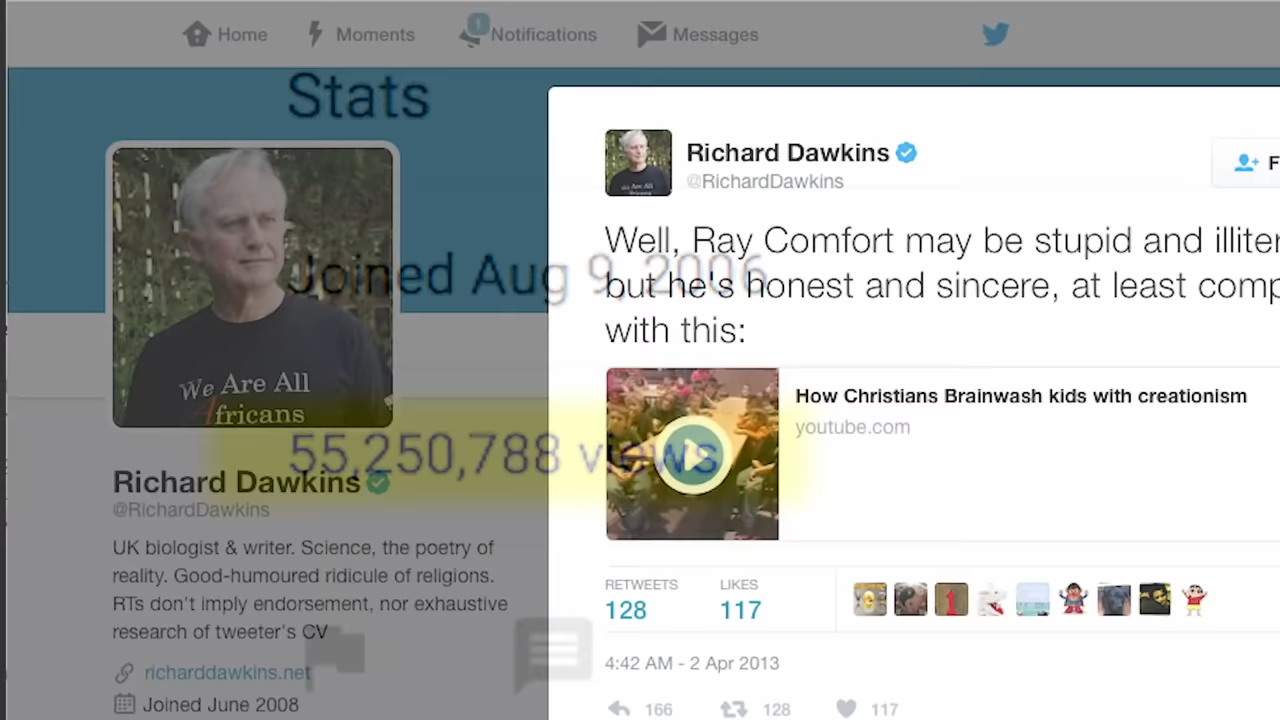 Home
Moments
1
Notifications
Messages
Stats
Richard Dawkins
@RichardDawkins
F
Well, Ray Comfort may be stupid and illiter
but he's honest and sincere, at least comp
with this:
Joined Aug 9, 2006
We Are All
Africans
How Christians Brainwash kids with creationism
youtube.com
55,250,788 views
Richard Dawkins
@RichardDawkins
UK biologist & writer. Science, the poetry of
reality. Good-humoured ridicule of religions.
RTs don't imply endorsement, nor exhaustive
research of tweeter's CV
richarddawkins.net
Joined June 2008
RETWEETS
128
LIKES
117
4:42 AM - 2 Apr 2013
166
128
117